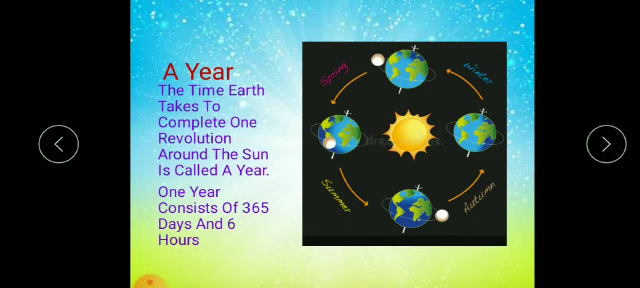 A Year
The Time Earth
Takes To
Complete One
Revolution
Around The Sun
Is Called A Year.
One Year
Consists Of 365
Days And 6
Hours
Spring
Winter
Summer
Autumn